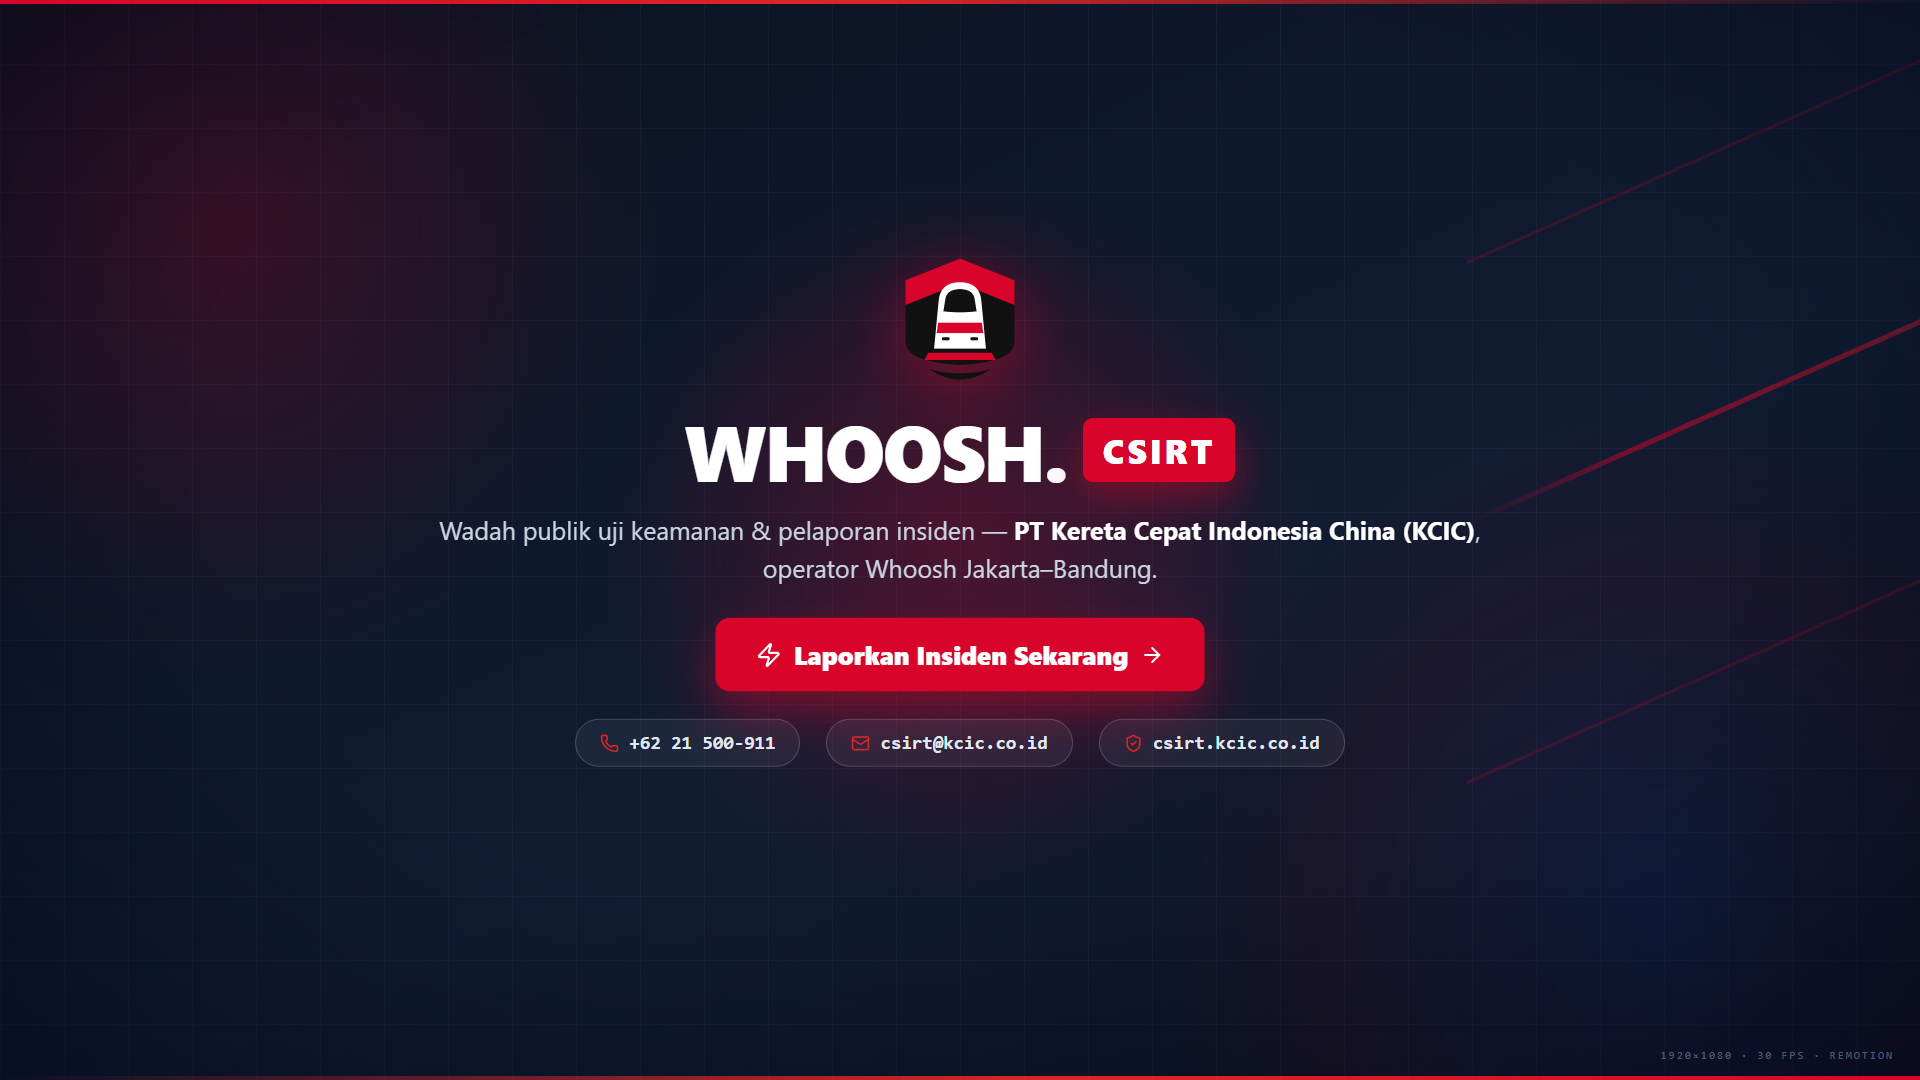 WHOOSH. CSIRT
Wadah publik uji keamanan & pelaporan insiden — PT Kereta Cepat Indonesia China (KCIC),
operator Whoosh Jakarta–Bandung.
Laporkan Insiden Sekarang
+62 21 500-911
csirt@kcic.co.id
csirt.kcic.co.id
1920×1080 · 30 FPS · REMOTION